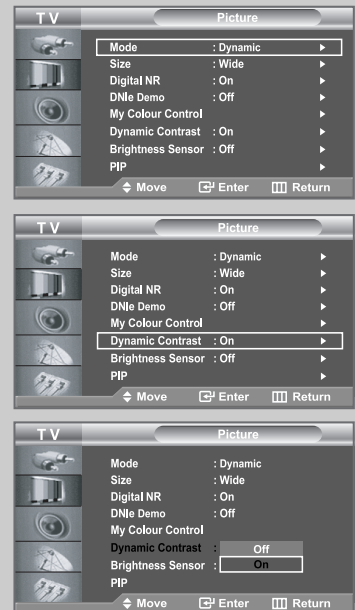 TV Picture
Mode : Dynamic
Size : Wide
Digital NR : On
DNIe Demo : Off
My Colour Control
Dynamic Contrast : On
Brightness Sensor : Off
PIP
Move Enter Return
TV Picture
Mode : Dynamic
Size : Wide
Digital NR : On
DNIe Demo : Off
My Colour Control
Dynamic Contrast : On
Brightness Sensor : Off
PIP
Move Enter Return
TV Picture
Mode : Dynamic
Size : Wide
Digital NR : On
DNIe Demo : Off
My Colour Control
Dynamic Contrast : Off
Brightness Sensor : On
PIP
Move Enter Return